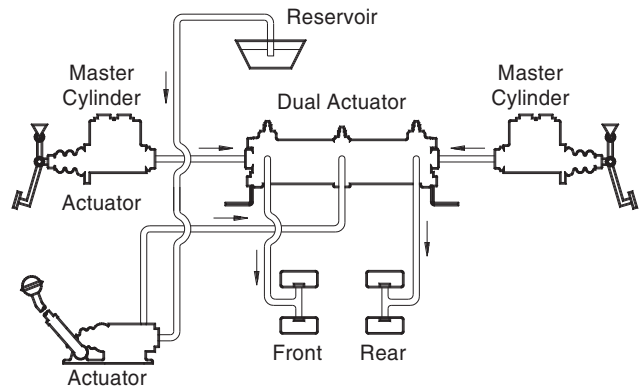 Reservoir
Master
Cylinder
Dual Actuator
Master
Cylinder
Actuator
Front
Rear
Actuator